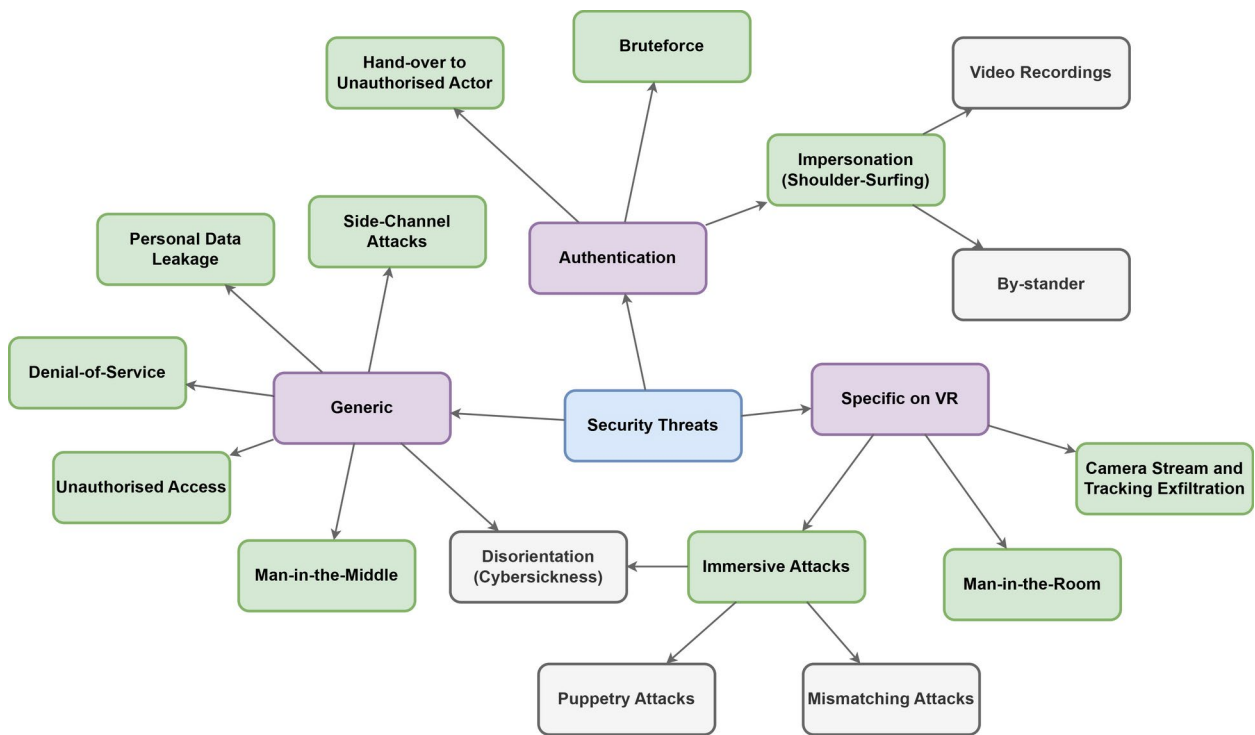 Bruteforce
Hand-over to
Unauthorised Actor
Video Recordings
Impersonation
(Shoulder-Surfing)
Side-Channel
Attacks
Personal Data
Leakage
Authentication
By-stander
Denial-of-Service
Generic
Security Threats
Specific on VR
Camera Stream and
Tracking Exfiltration
Unauthorised Access
Man-in-the-Middle
Disorientation
(Cybersickness)
Immersive Attacks
Man-in-the-Room
Puppetry Attacks
Mismatching Attacks